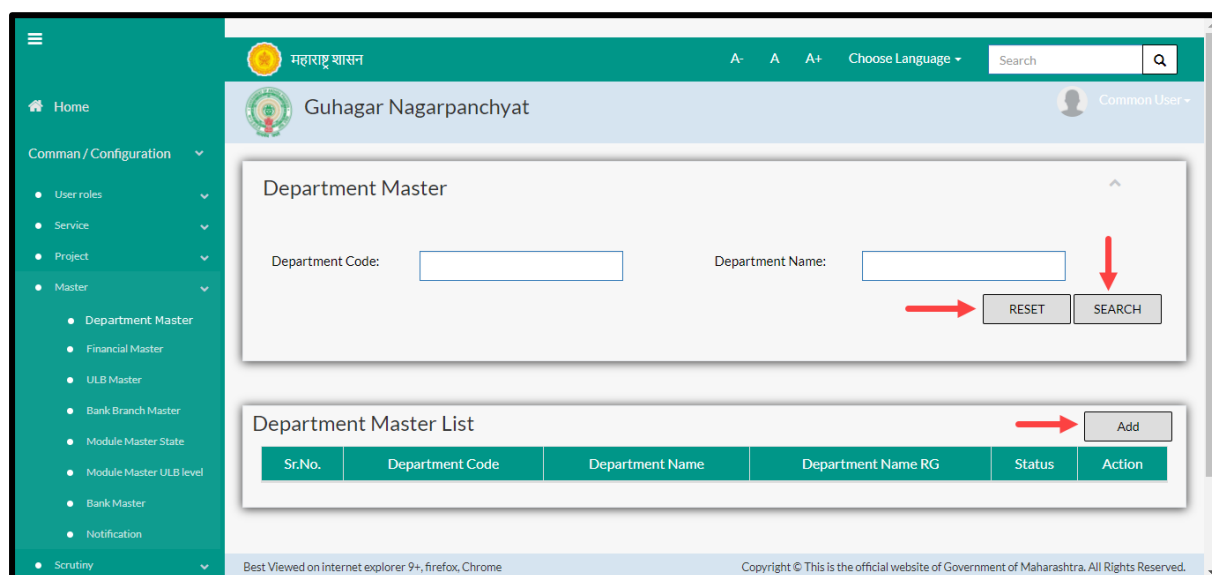 महाराष्ट्र शासन
A- A A+ Choose Language Search
Home
Guhagar Nagarpanchyat
Common User
Comman / Configuration
User roles
Service
Project
Master
Department Master
Financial Master
ULB Master
Bank Branch Master
Module Master State
Module Master ULB level
Bank Master
Notification
Scrutiny
Department Master
Department Code: Department Name:
RESET SEARCH
Department Master List
Add
Sr.No. Department Code Department Name Department Name RG Status Action
Best Viewed on internet explorer 9+, firefox, Chrome
Copyright © This is the official website of Government of Maharashtra. All Rights Reserved.